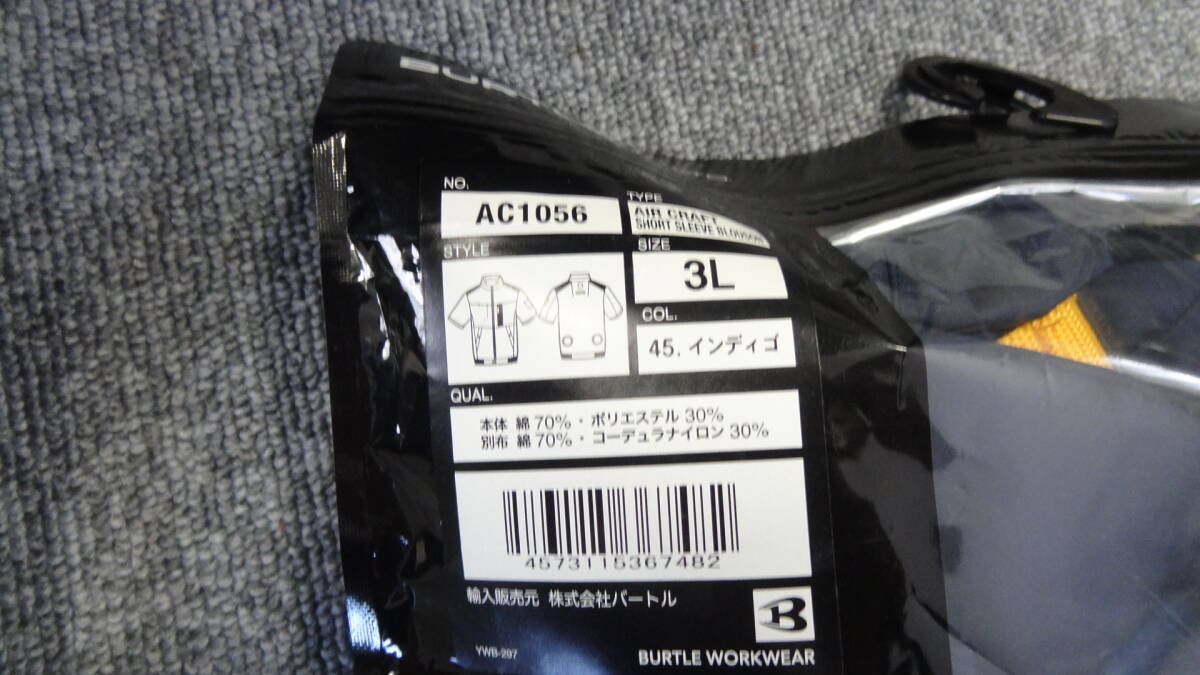 NO.
AC1056
TYPE
AIR CRAFT
SHORT SLEEVE BLOUSON
STYLE
SIZE
3L
COL.
45. インディゴ
QUAL.
本体 綿 70%・ポリエステル 30%
別布 綿 70%・コーデュラナイロン 30%
4573115367482
輸入販売元 株式会社バートル
YWB-297
B
BURTLE WORKWEAR